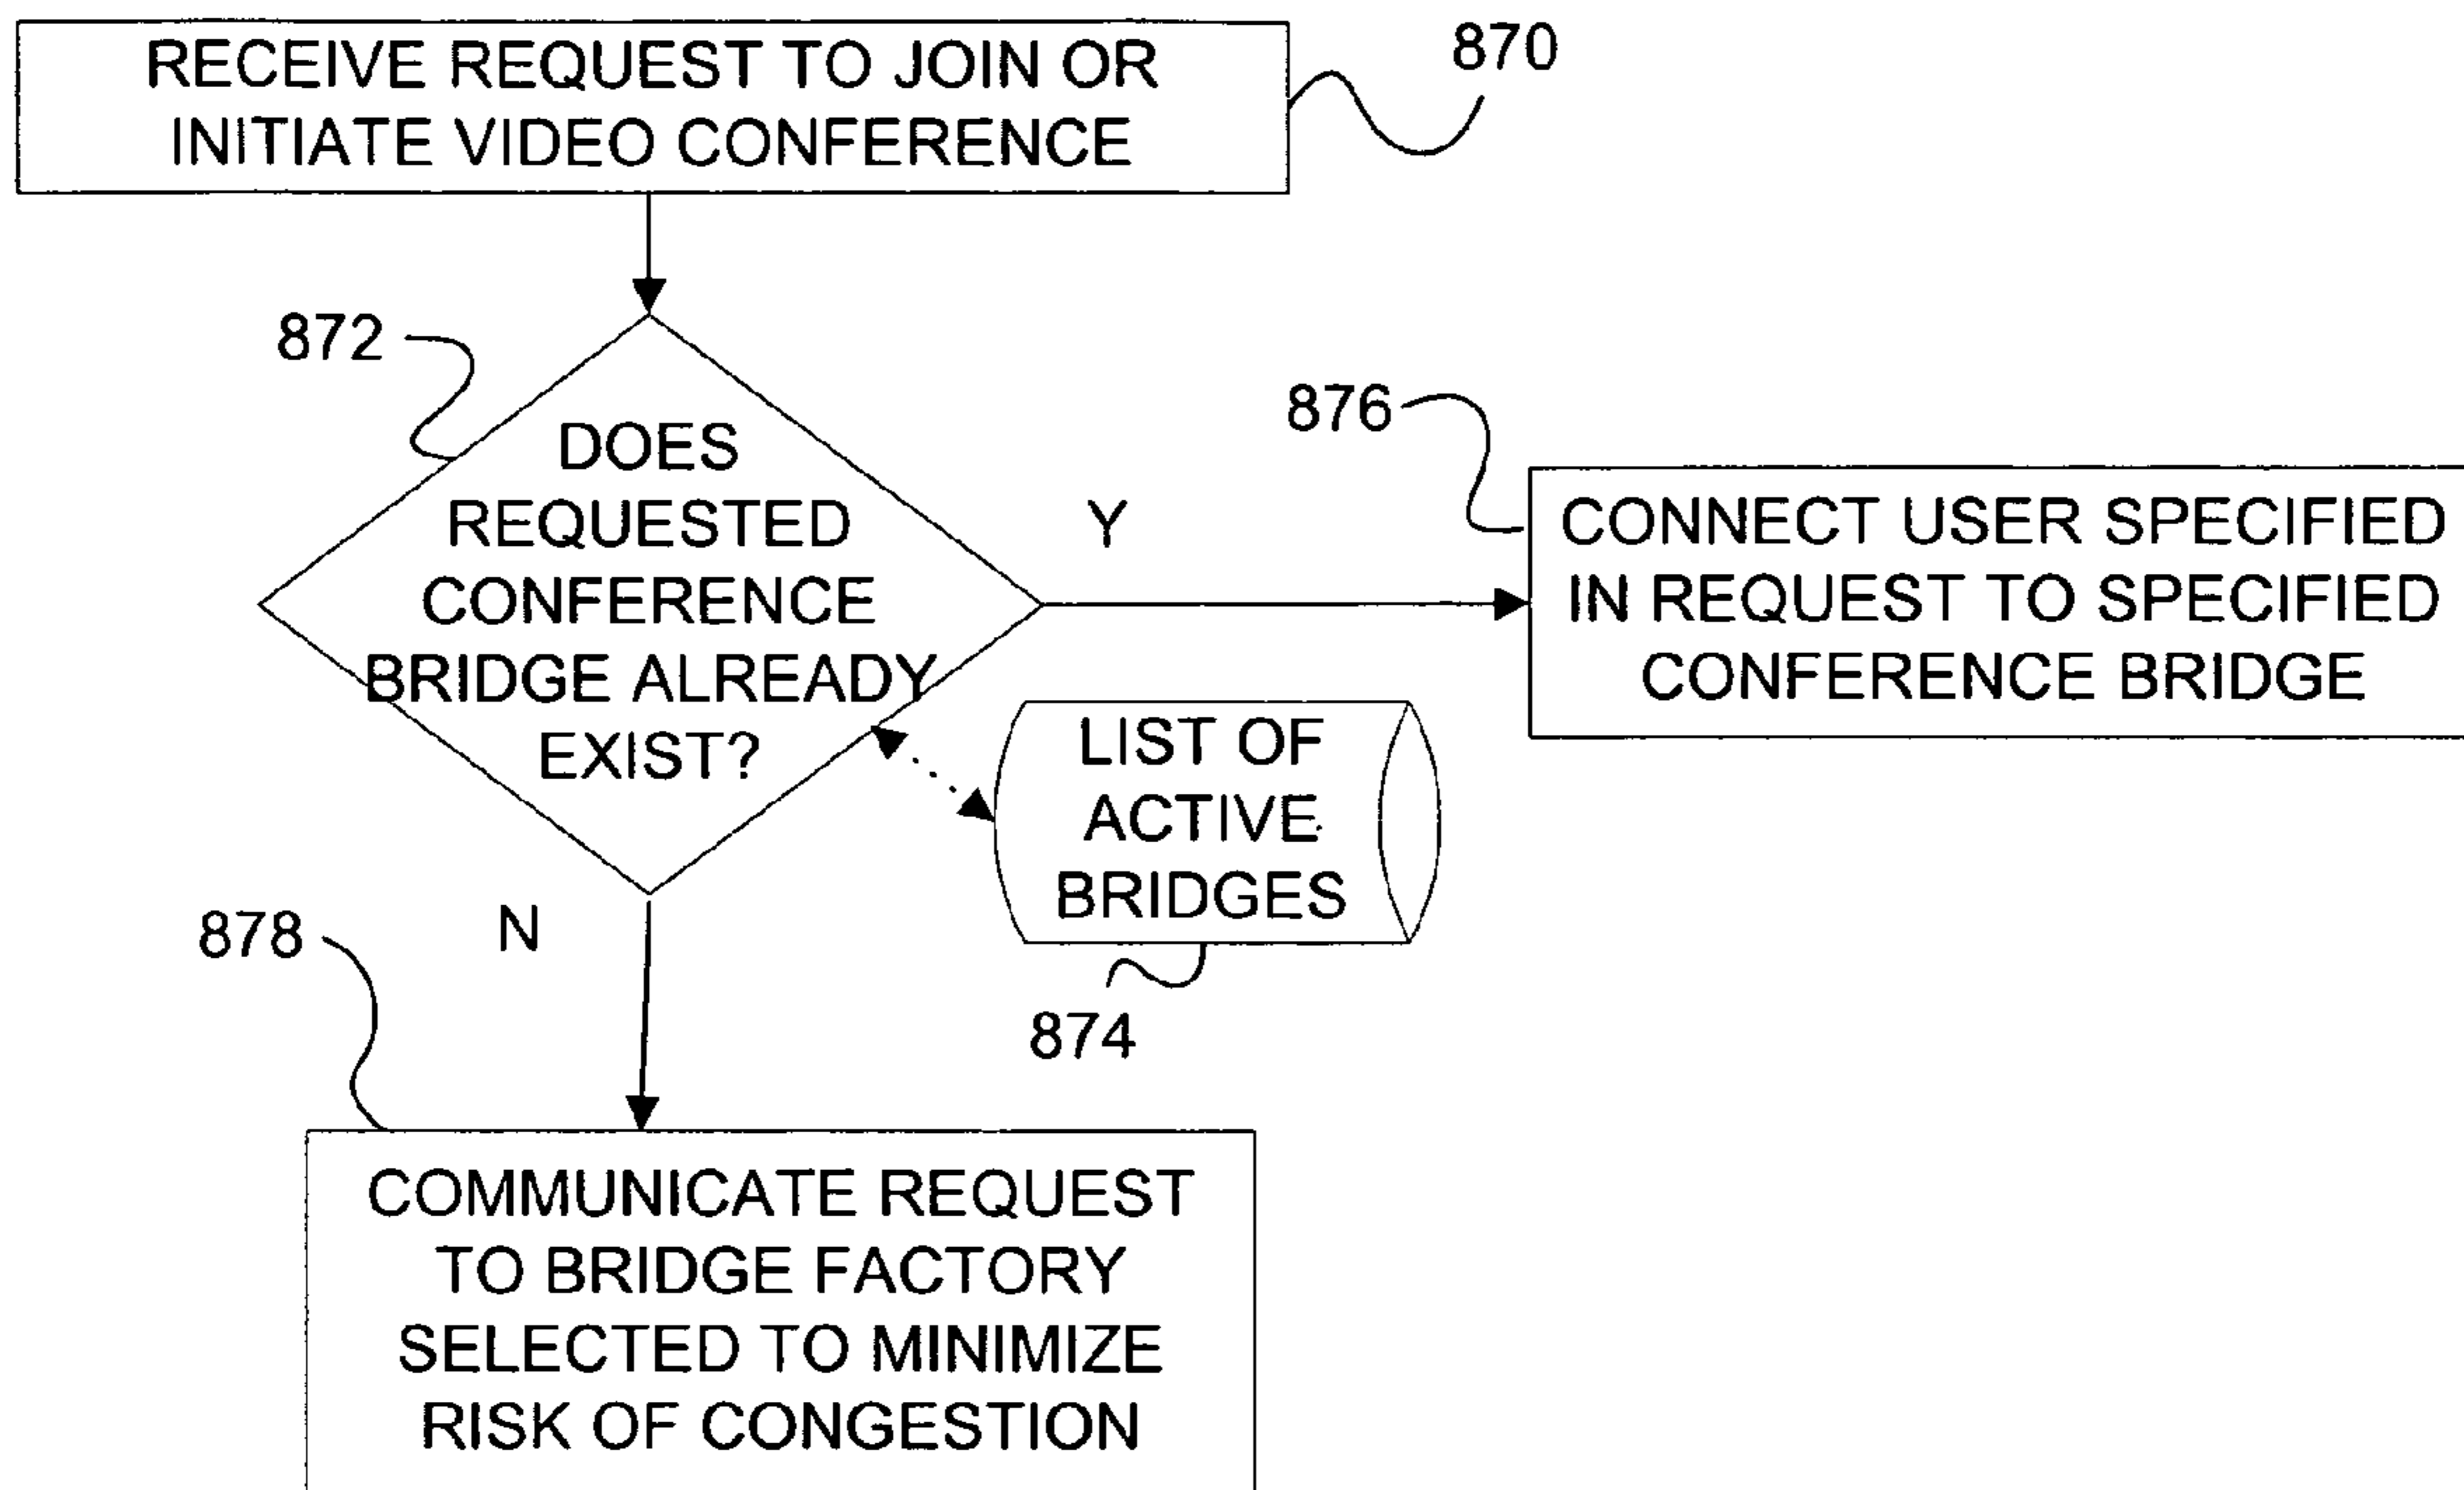 RECEIVE REQUEST TO JOIN OR
INITIATE VIDEO CONFERENCE
870
872
DOES
REQUESTED
CONFERENCE
BRIDGE ALREADY
EXIST?
Y
876
CONNECT USER SPECIFIED
IN REQUEST TO SPECIFIED
CONFERENCE BRIDGE
LIST OF
ACTIVE
BRIDGES
874
N
878
COMMUNICATE REQUEST
TO BRIDGE FACTORY
SELECTED TO MINIMIZE
RISK OF CONGESTION